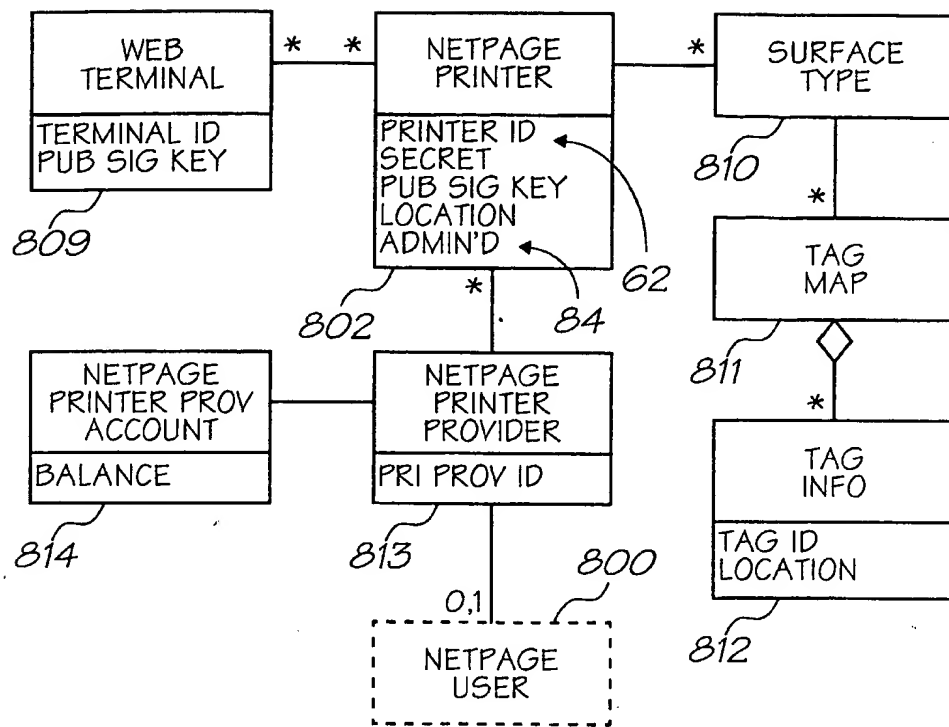 WEB
TERMINAL
TERMINAL ID
PUB SIG KEY
809
*
*
NETPAGE
PRINTER
PRINTER ID
SECRET
PUB SIG KEY
LOCATION
ADMIN'D
802
62
84
*
*
SURFACE
TYPE
810
*
TAG
MAP
811
*
TAG
INFO
TAG ID
LOCATION
812
NETPAGE
PRINTER PROV
ACCOUNT
BALANCE
814
NETPAGE
PRINTER
PROVIDER
PRI PROV ID
813
0,1
800
NETPAGE
USER